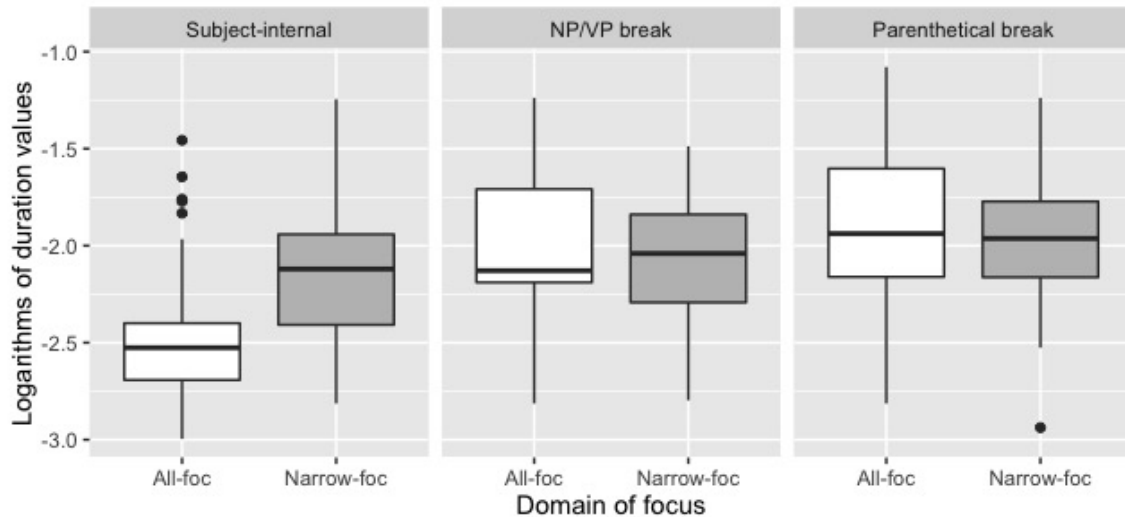 Subject-internal NP/VP break Parenthetical break
Logarithms of duration values
-1.0
-1.5
-2.0
-2.5
-3.0
All-foc Narrow-foc All-foc Narrow-foc All-foc Narrow-foc
Domain of focus